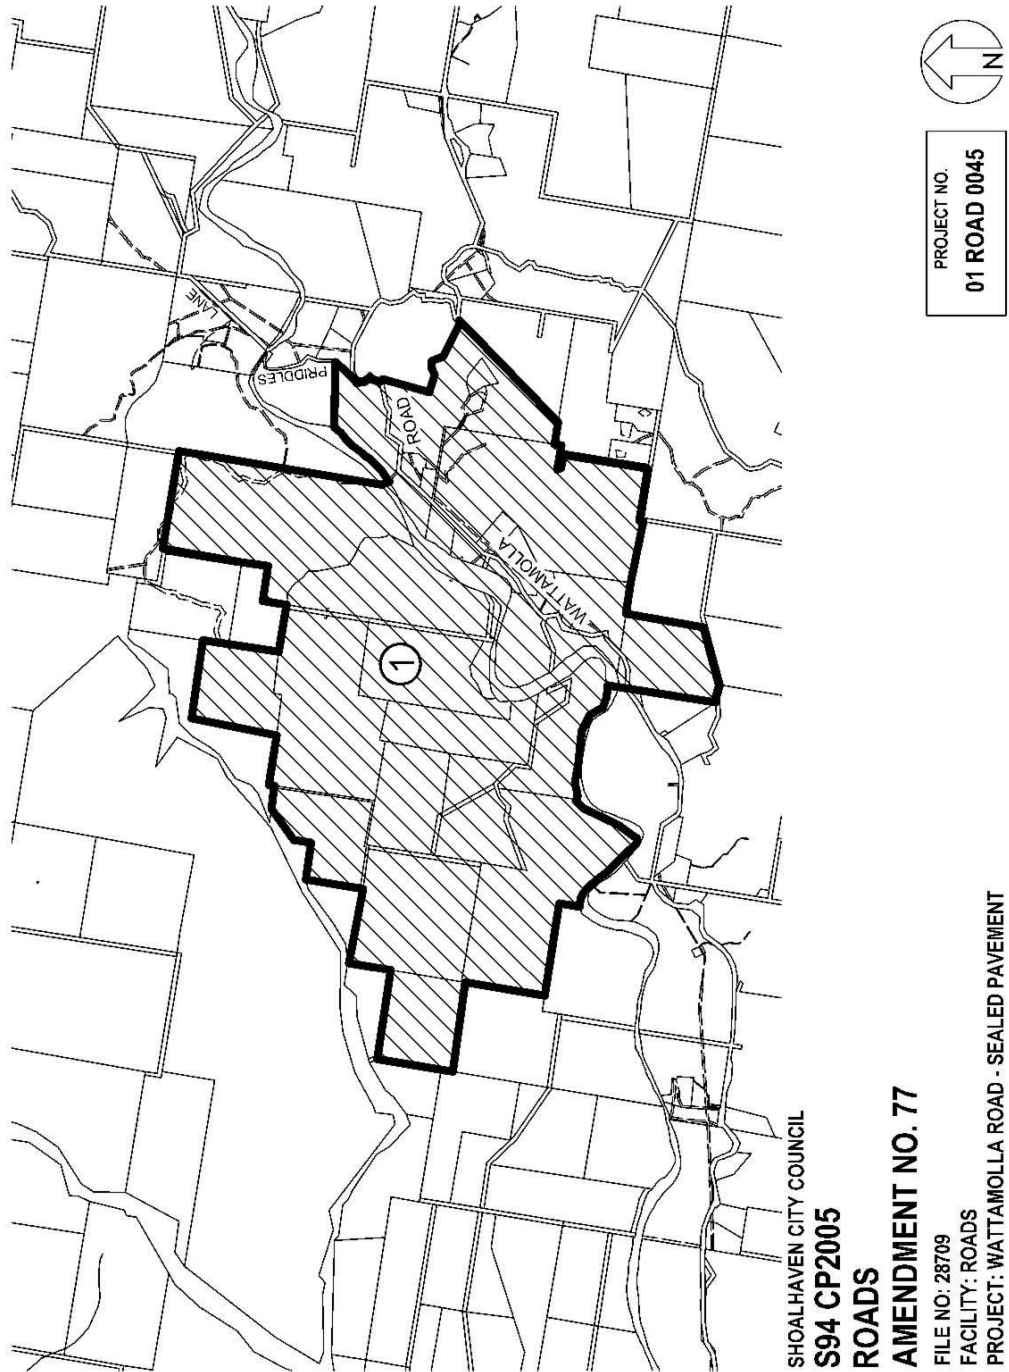 LANE
PRIDDLES
ROAD
WATTAMOLLA
1
SHOALHAVEN CITY COUNCIL
S94 CP2005
ROADS
AMENDMENT NO. 77
FILE NO: 28709
FACILITY: ROADS
PROJECT: WATTAMOLLA ROAD - SEALED PAVEMENT
PROJECT NO.
01 ROAD 0045
N